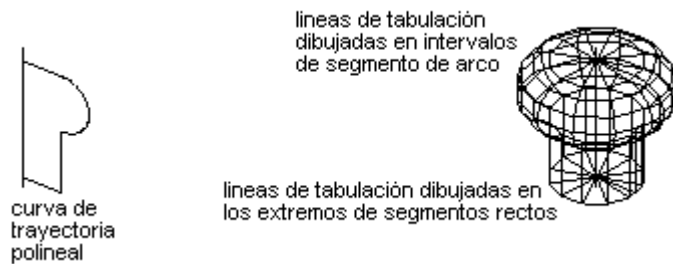 lineas de tabulación
dibujadas en intervalos
de segmento de arco
lineas de tabulación dibujadas en
los extremos de segmentos rectos
curva de
trayectoria
polineal